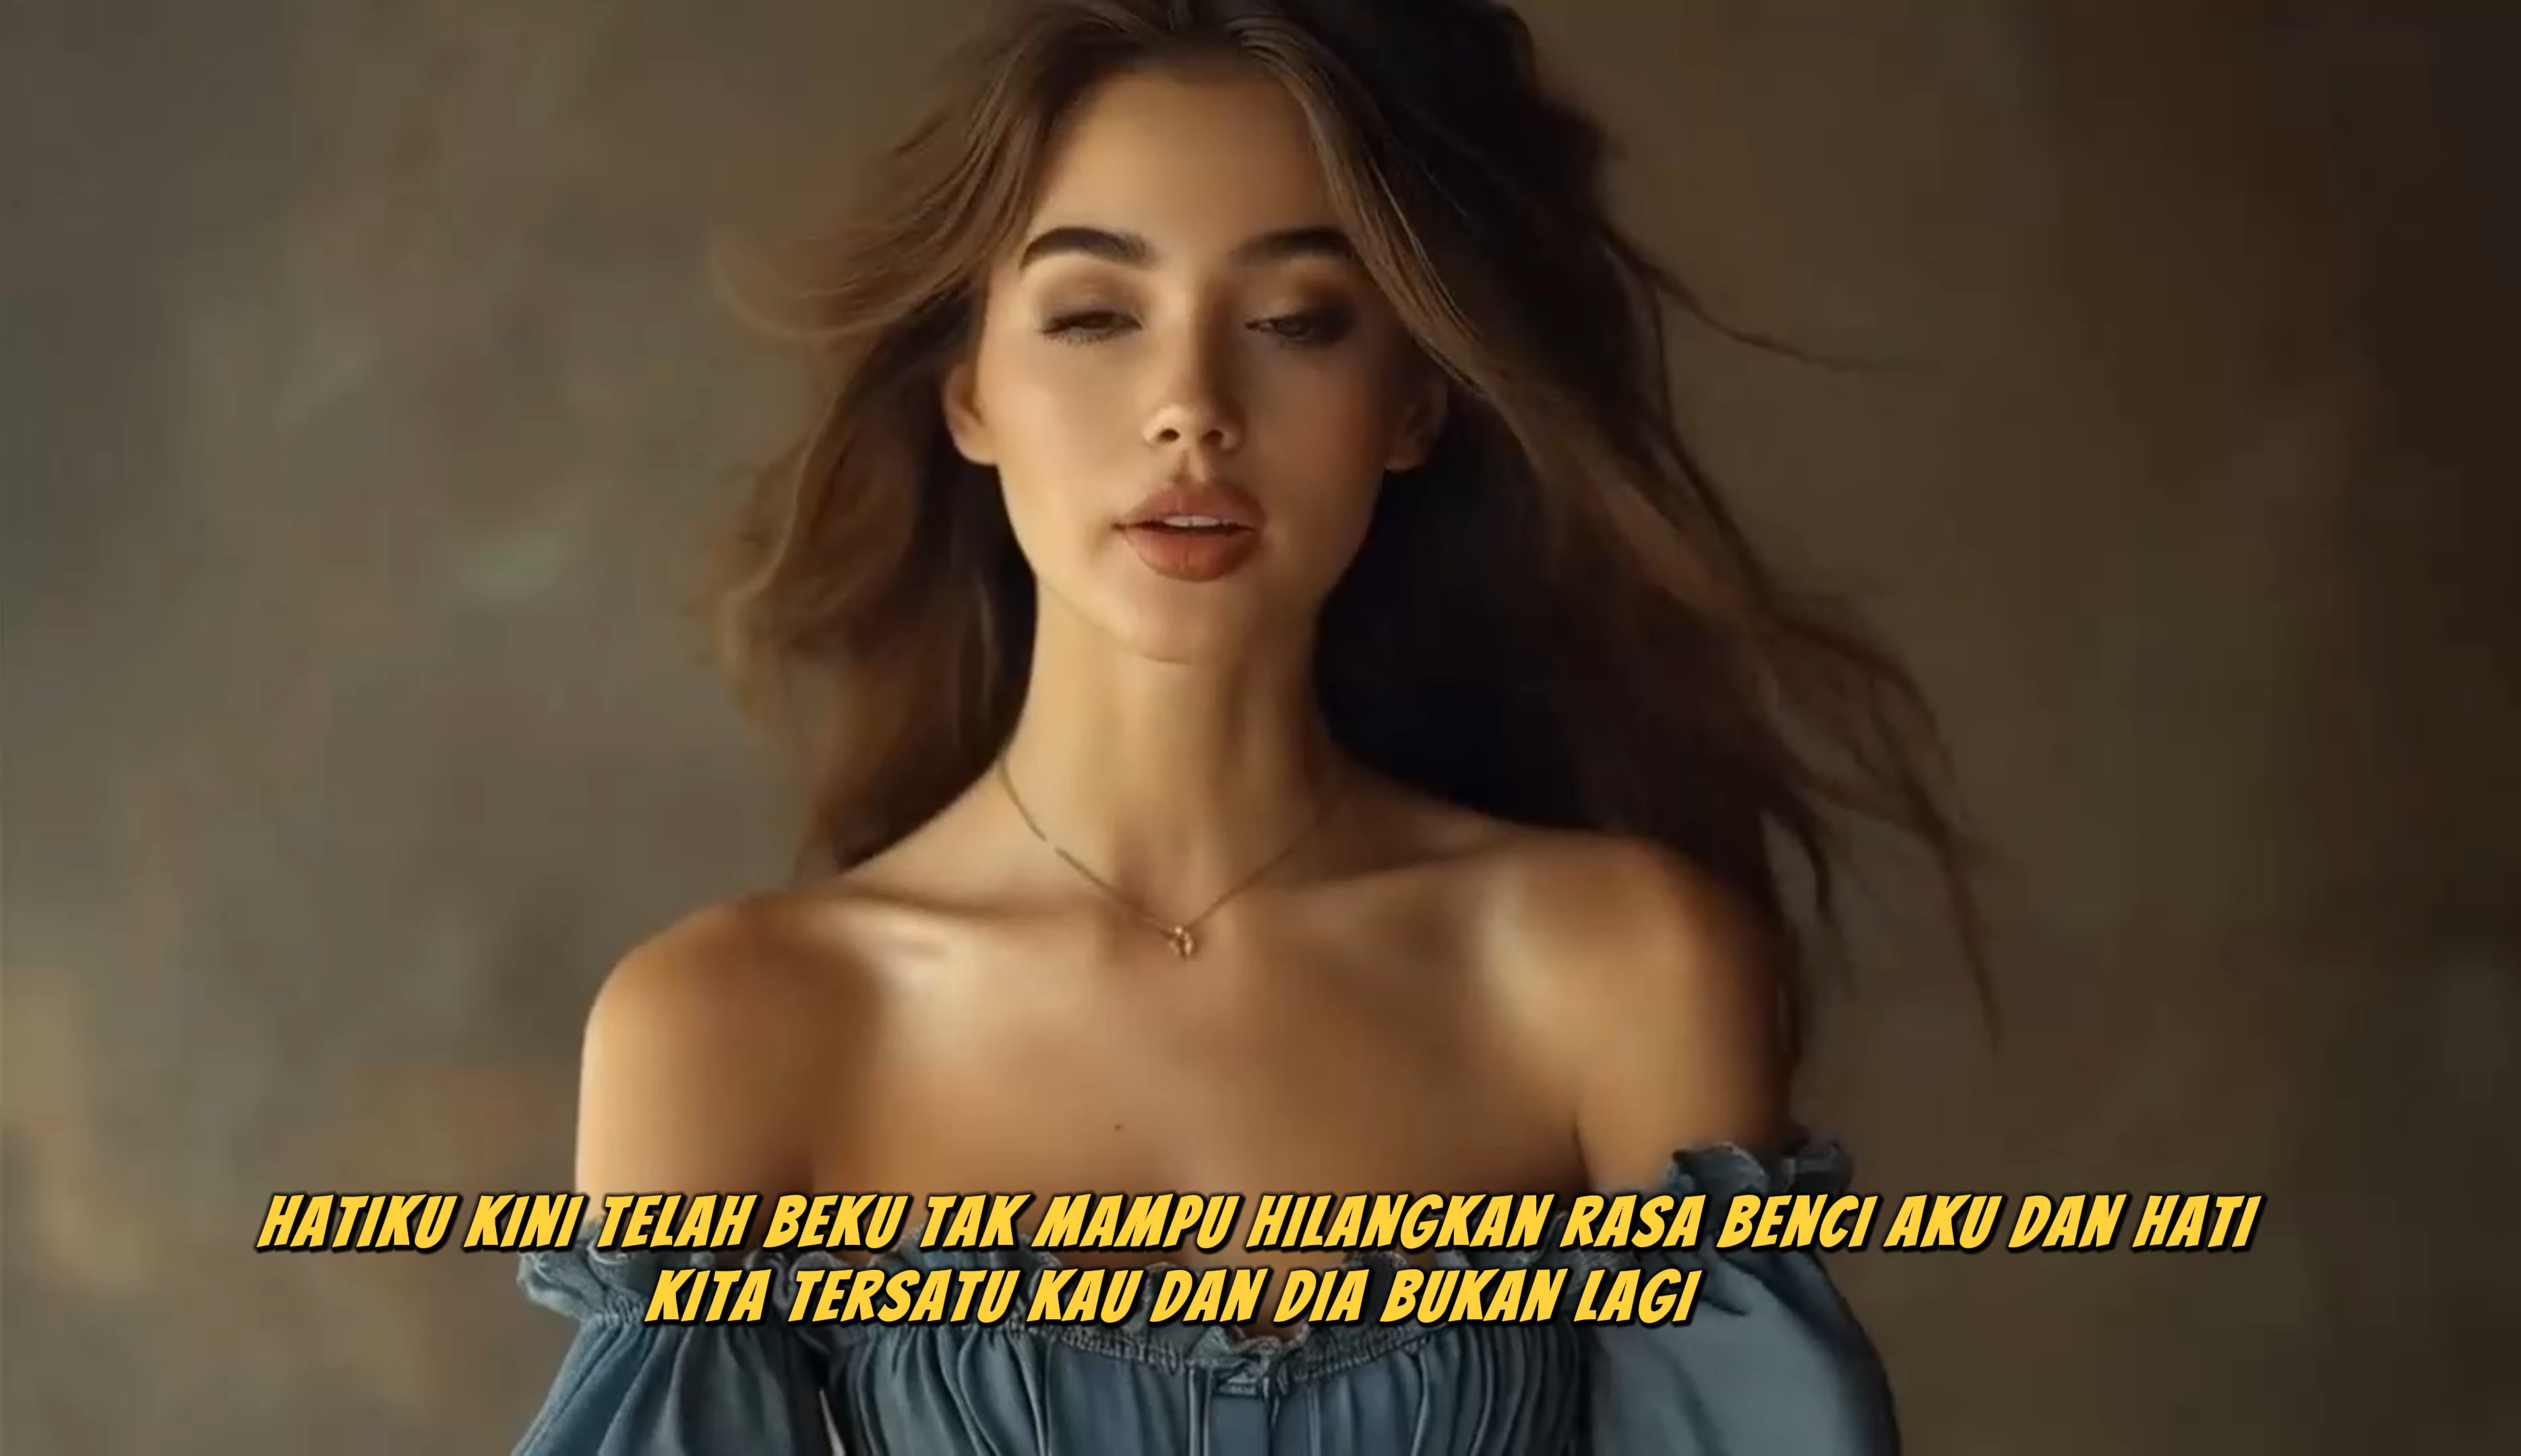 HATIKU KINI TELAH BEKU TAK MAMPU HILANGKAN RASA BENCI AKU DAN HATI
KITA TERSATU KAU DAN DIA BUKAN LAGI